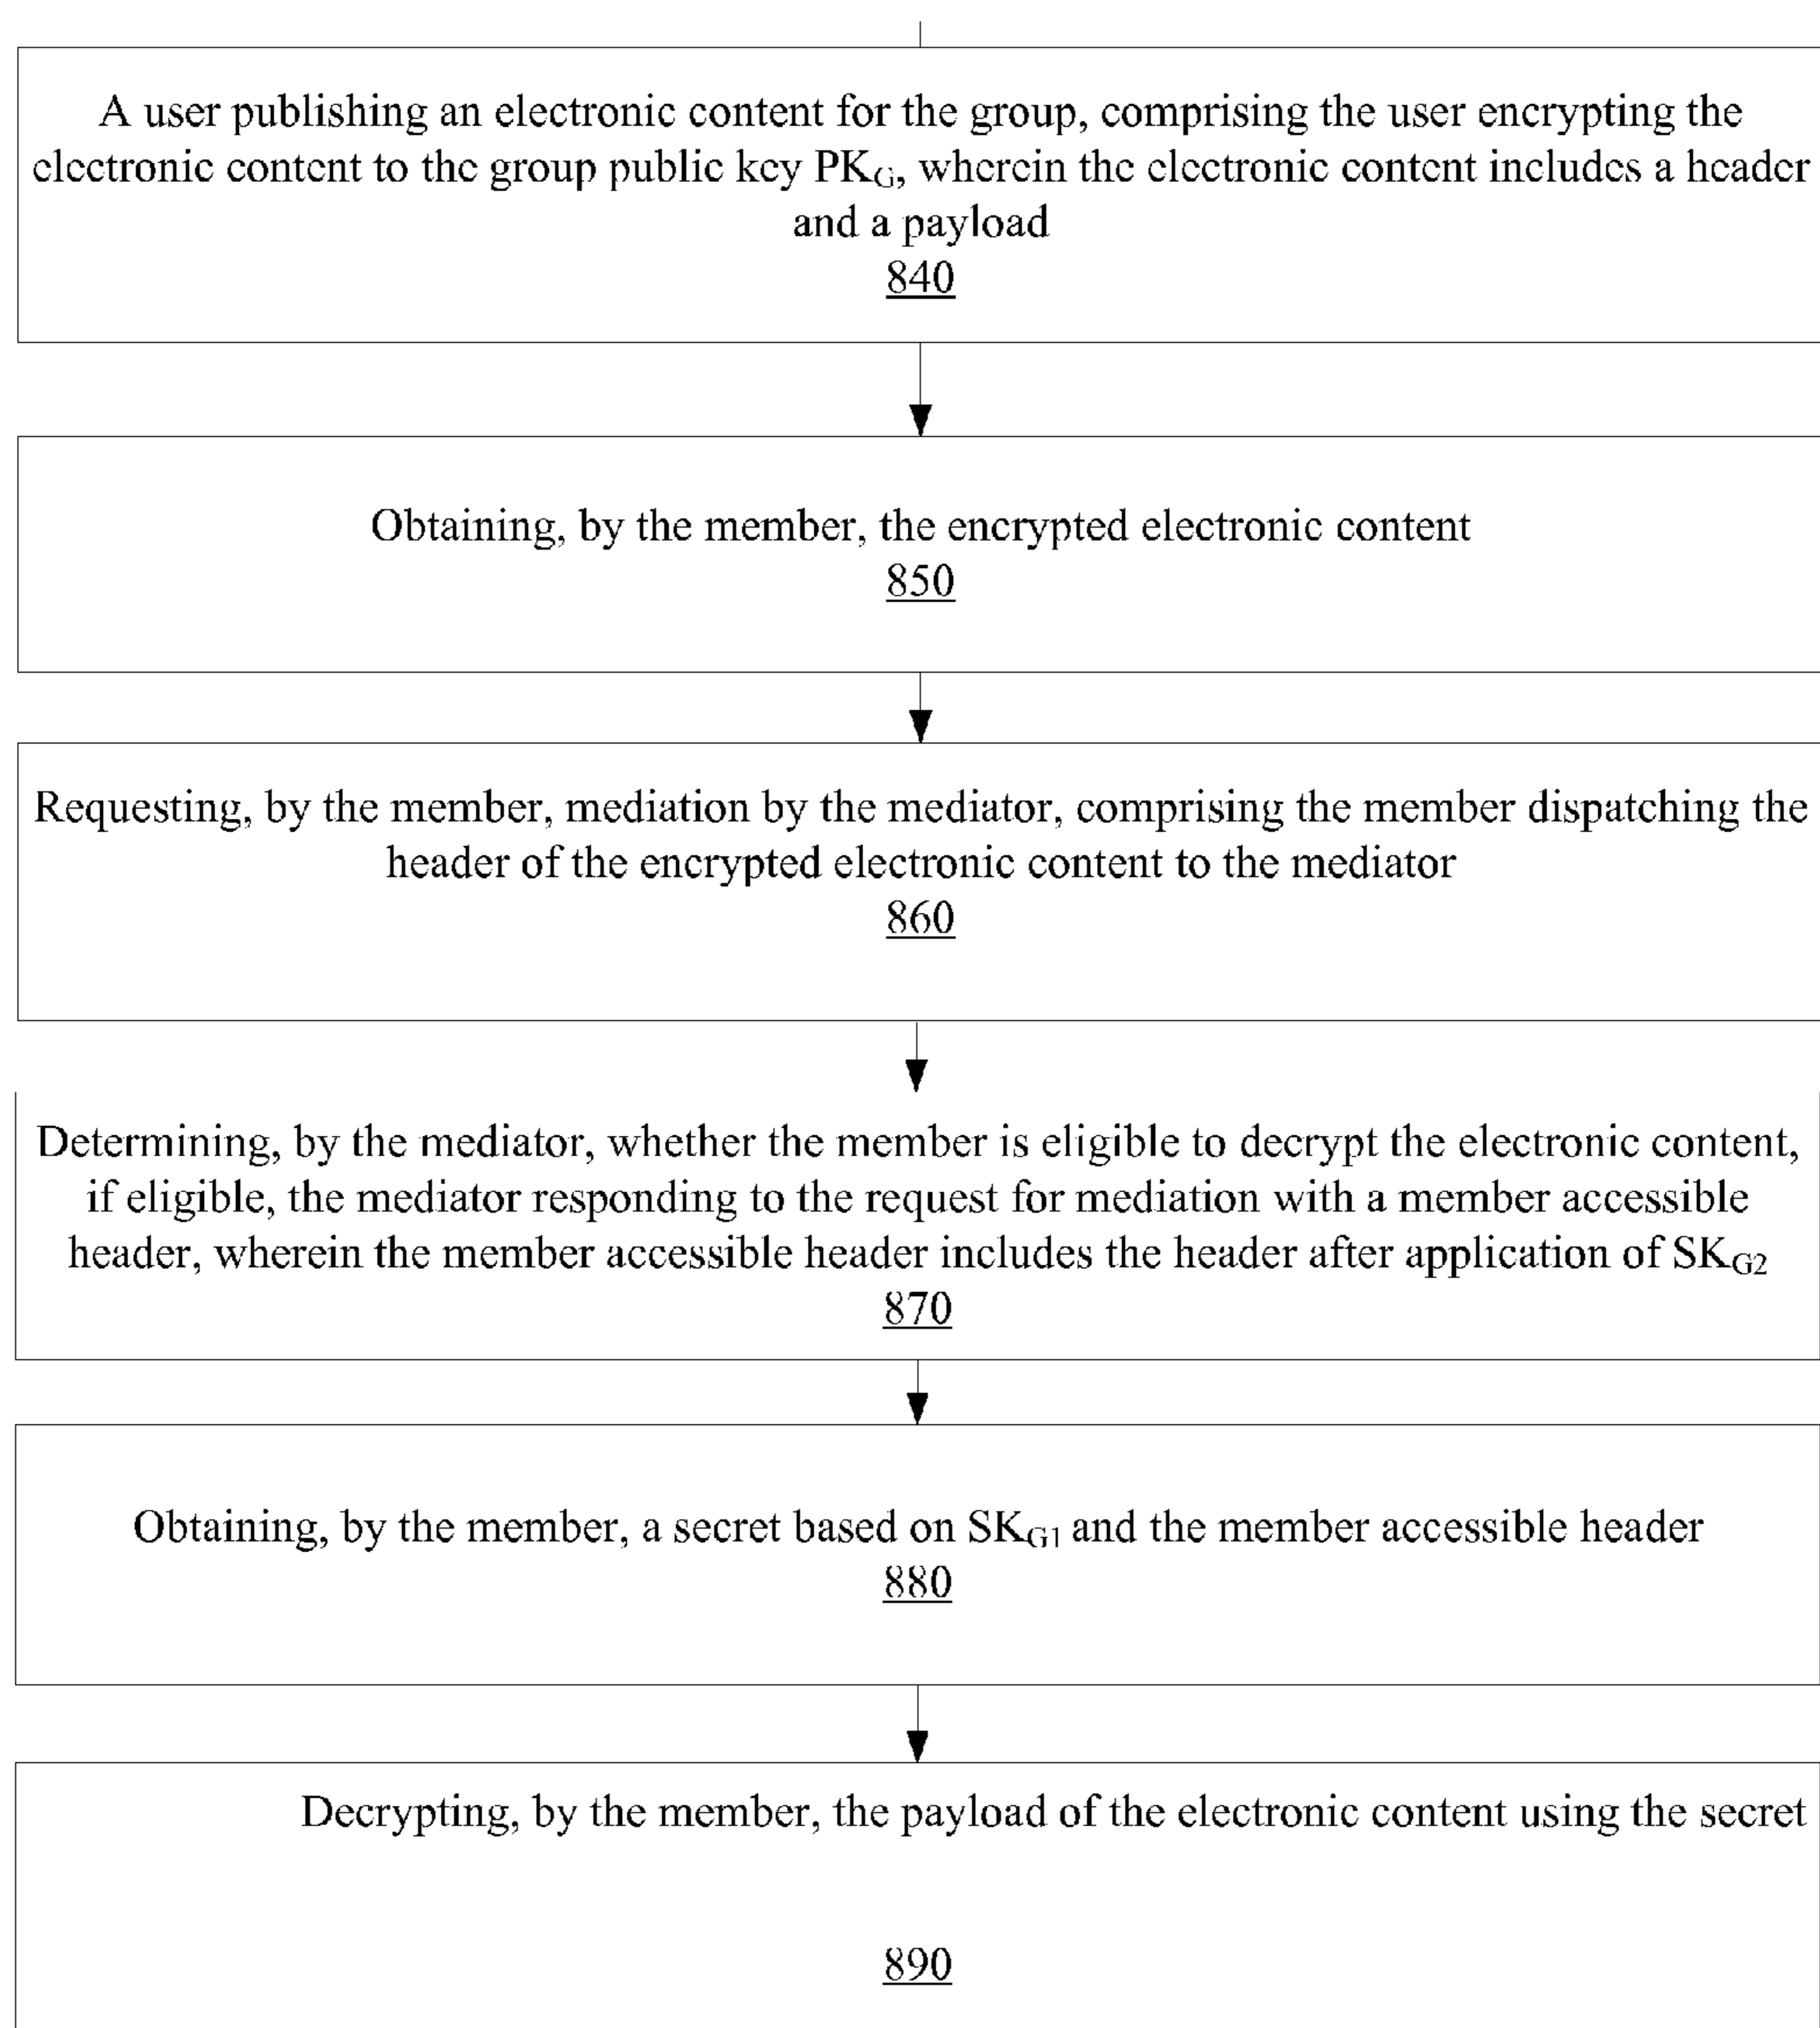 A user publishing an electronic content for the group, comprising the user encrypting the
electronic content to the group public key PK_G, wherein the electronic content includes a header
and a payload
840
Obtaining, by the member, the encrypted electronic content
850
Requesting, by the member, mediation by the mediator, comprising the member dispatching the
header of the encrypted electronic content to the mediator
860
Determining, by the mediator, whether the member is eligible to decrypt the electronic content,
if eligible, the mediator responding to the request for mediation with a member accessible
header, wherein the member accessible header includes the header after application of SK_G2
870
Obtaining, by the member, a secret based on SK_G1 and the member accessible header
880
Decrypting, by the member, the payload of the electronic content using the secret
890